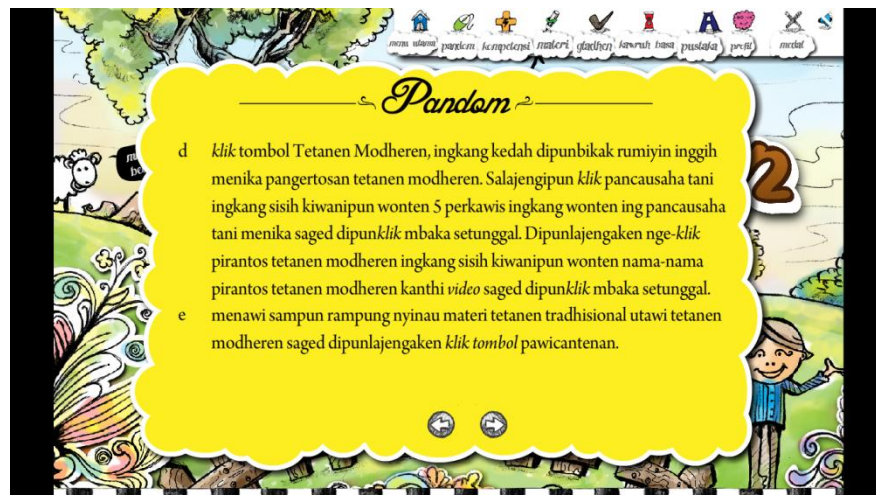 menu utama pandom kompetensi materi gladhen kawruh basa pustaka profil medal
Pandom
d klik tombol Tetanen Modheren, ingkang kedah dipunbikak rumiyin inggih
menika pangertosan tetanen modheren. Salajengipun klik pancausaha tani
ingkang sisih kiwanipun wonten 5 perkawis ingkang wonten ing pancausaha
tani menika saged dipunklik mbaka setunggal. Dipunlajengaken nge-klik
pirantos tetanen modheren ingkang sisih kiwanipun wonten nama-nama
pirantos tetanen modheren kanthi video saged dipunklik mbaka setunggal.
e menawi sampun rampung nyinau materi tetanen tradhisional utawi tetanen
modheren saged dipunlajengaken klik tombol pawicantenan.